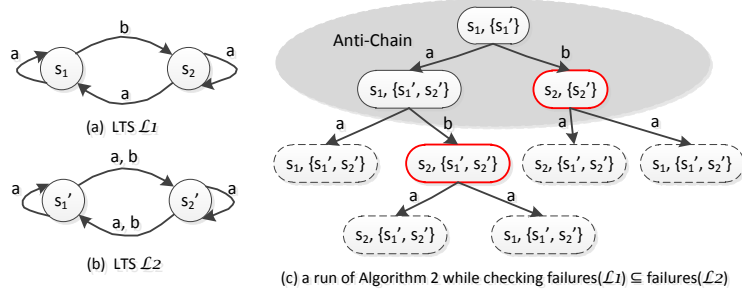 a
s₁
b
s₂
a
a
(a) LTS ℒ1
a
s₁'
a, b
s₂'
a
a, b
(b) LTS ℒ2
Anti-Chain
s₁, {s₁'}
a
b
s₁, {s₁', s₂'}
s₂, {s₂'}
a
b
a
a
s₁, {s₁', s₂'}
s₂, {s₁', s₂'}
s₂, {s₁', s₂'}
s₁, {s₁', s₂'}
a
a
s₂, {s₁', s₂'}
s₁, {s₁', s₂'}
(c) a run of Algorithm 2 while checking failures(ℒ1) ⊆ failures(ℒ2)